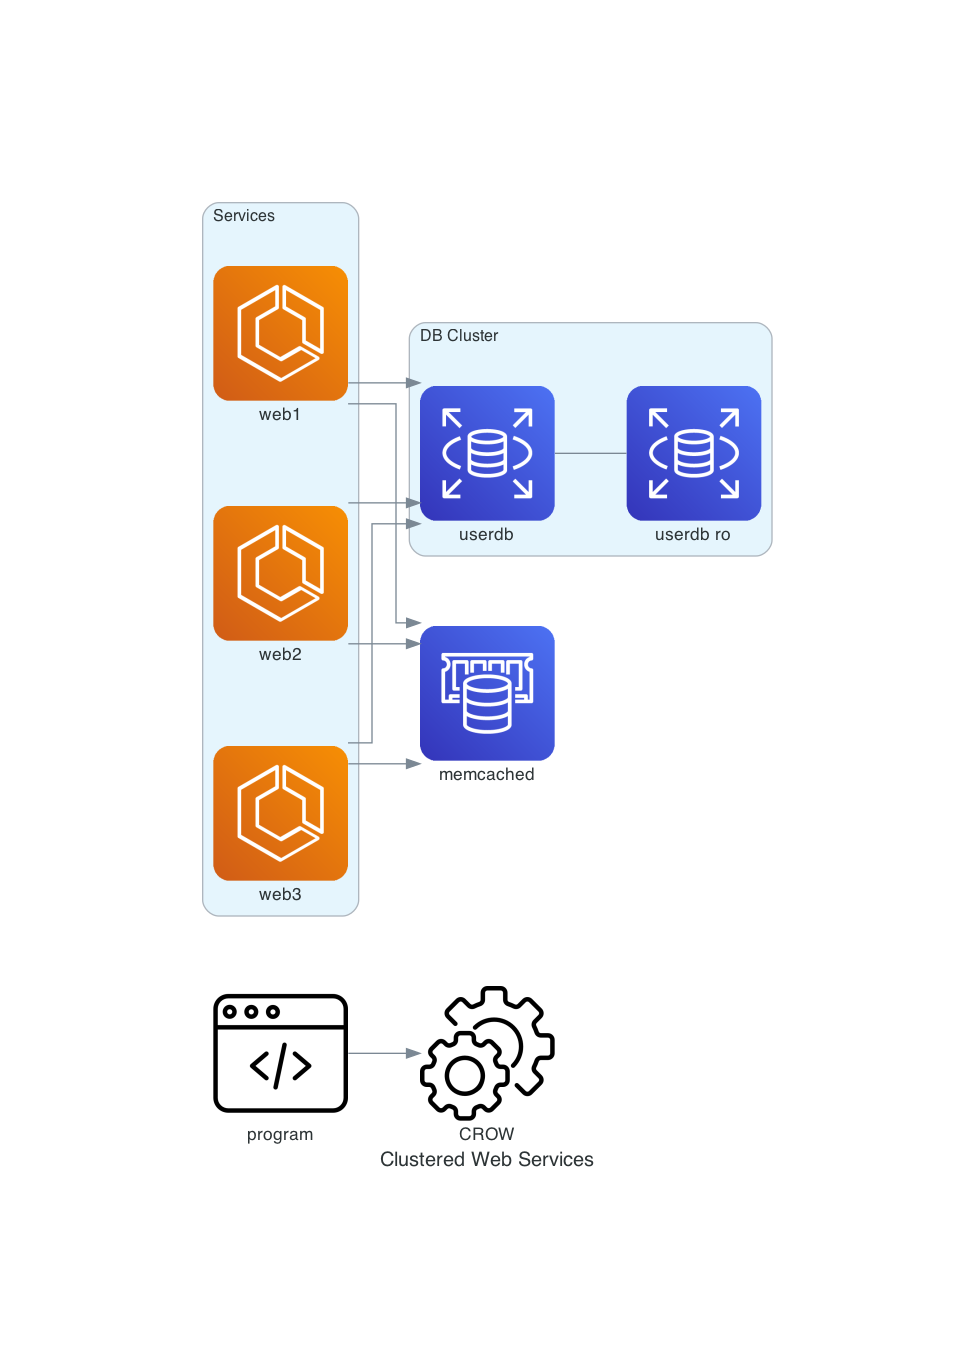 Services
web1
DB Cluster
userdb
userdb ro
web2
memcached
web3
program
CROW
Clustered Web Services